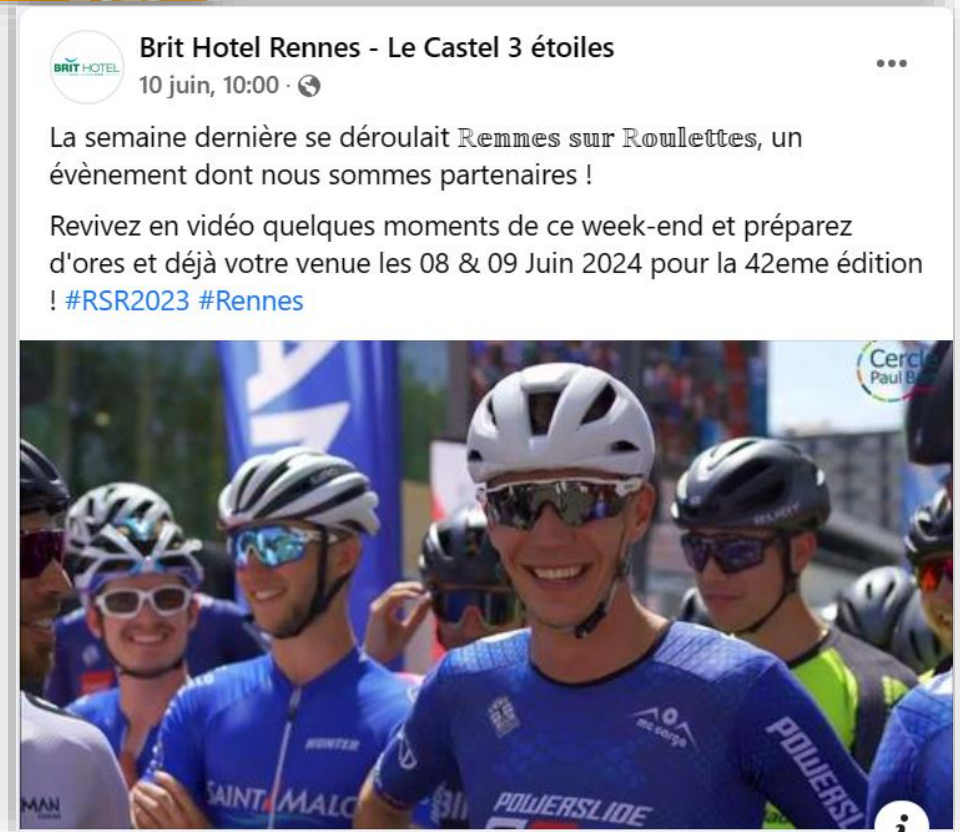 Brit Hotel Rennes - Le Castel 3 étoiles
BRIT HOTEL
10 juin, 10:00 ·
La semaine dernière se déroulait ℝ𝕖𝕟𝕟𝕖𝕤 𝕤𝕦𝕣 ℝ𝕠𝕦𝕝𝕖𝕥𝕥𝕖𝕤, un
évènement dont nous sommes partenaires !
Revivez en vidéo quelques moments de ce week-end et préparez
d'ores et déjà votre venue les 08 & 09 Juin 2024 pour la 42eme édition
! #RSR2023 #Rennes
Cercle
Paul B
mc conga
HUNTER
SAINT MALO
POWERSLIDE
POWERSL
MAN